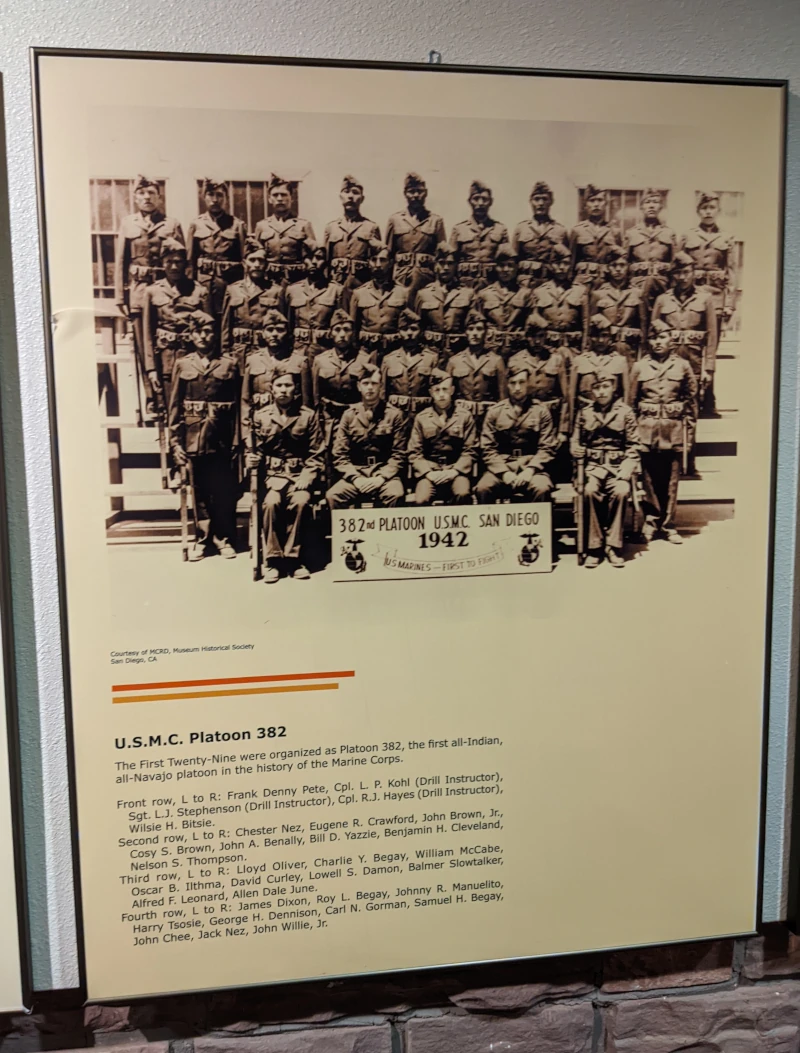 382nd PLATOON U.S.M.C. SAN DIEGO
1942
US MARINES — FIRST TO FIGHT
Courtesy of MCRD, Museum Historical Society
San Diego, CA
U.S.M.C. Platoon 382
The First Twenty-Nine were organized as Platoon 382, the first all-Indian,
all-Navajo platoon in the history of the Marine Corps.
Front row, L to R: Frank Denny Pete, Cpl. L. P. Kohl (Drill Instructor),
Sgt. L.J. Stephenson (Drill Instructor), Cpl. R.J. Hayes (Drill Instructor),
Wilsie H. Bitsie.
Second row, L to R: Chester Nez, Eugene R. Crawford, John Brown, Jr.,
Cosy S. Brown, John A. Benally, Bill D. Yazzie, Benjamin H. Cleveland,
Nelson S. Thompson.
Third row, L to R: Lloyd Oliver, Charlie Y. Begay, William McCabe,
Oscar B. Ilthma, David Curley, Lowell S. Damon, Balmer Slowtalker,
Alfred F. Leonard, Allen Dale June.
Fourth row, L to R: James Dixon, Roy L. Begay, Johnny R. Manuelito,
Harry Tsosie, George H. Dennison, Carl N. Gorman, Samuel H. Begay,
John Chee, Jack Nez, John Willie, Jr.